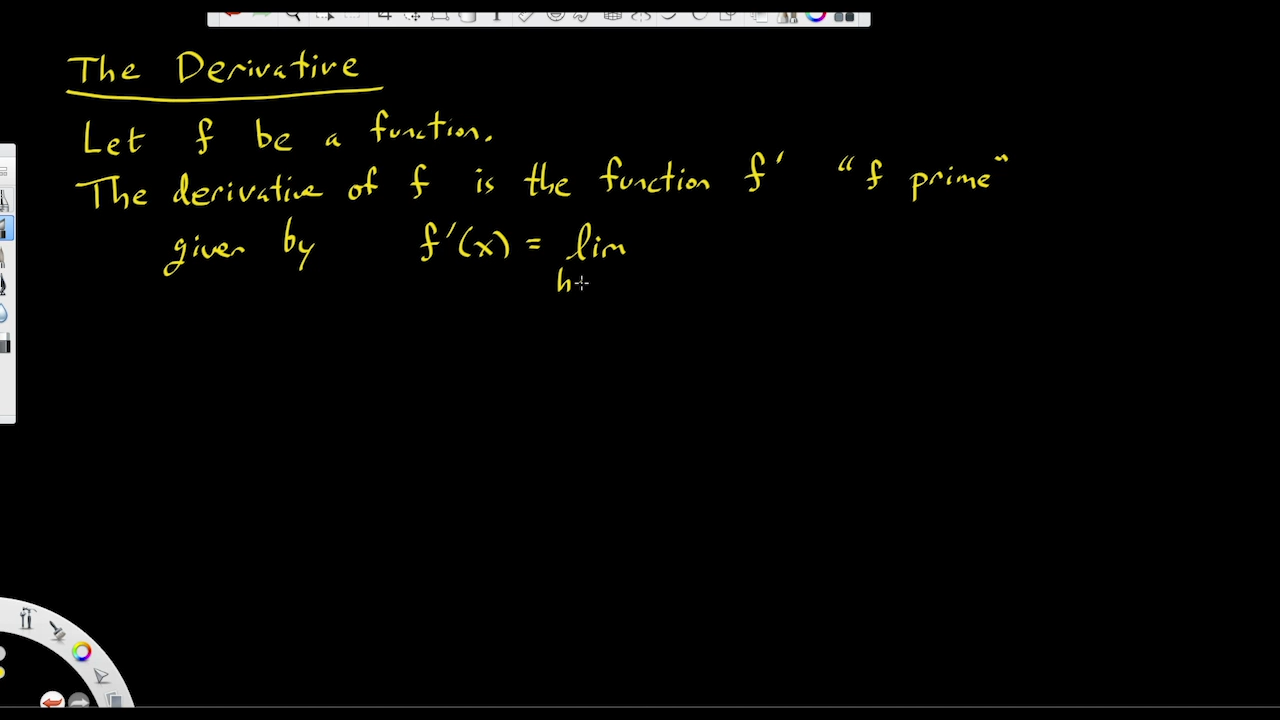 The Derivative
Let f be a function.
The derivative of f is the function f' "f prime"
given by f'(x) = lim
h